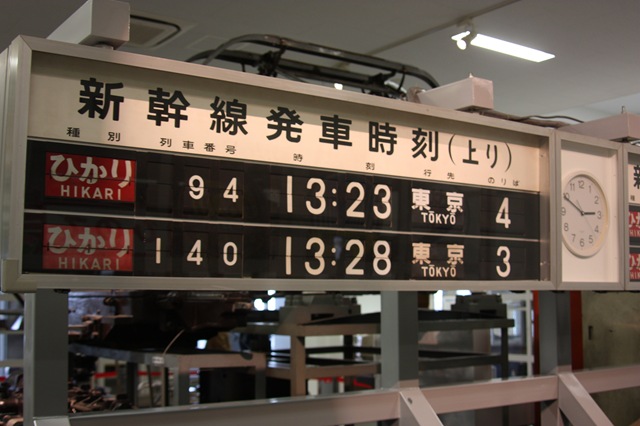 新幹線発車時刻(上り)
種別 列車番号 時刻 行先 のりば
ひかり 94 13:23 東京 4
HIKARI TŌKYŌ
ひかり 140 13:28 東京 3
HIKARI TŌKYŌ